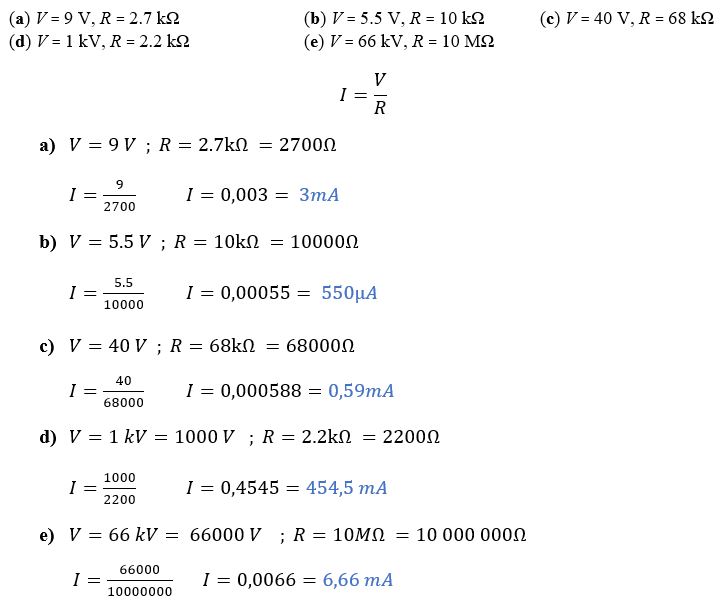 (a) V = 9 V, R = 2.7 kΩ (b) V = 5.5 V, R = 10 kΩ (c) V = 40 V, R = 68 kΩ
(d) V = 1 kV, R = 2.2 kΩ (e) V = 66 kV, R = 10 MΩ
I = V/R
a) V = 9 V ; R = 2.7kΩ = 2700Ω
I = 9/2700 I = 0,003 = 3mA
b) V = 5.5 V ; R = 10kΩ = 10000Ω
I = 5.5/10000 I = 0,00055 = 550µA
c) V = 40 V ; R = 68kΩ = 68000Ω
I = 40/68000 I = 0,000588 = 0,59mA
d) V = 1 kV = 1000 V ; R = 2.2kΩ = 2200Ω
I = 1000/2200 I = 0,4545 = 454,5 mA
e) V = 66 kV = 66000 V ; R = 10MΩ = 10 000 000Ω
I = 66000/10000000 I = 0,0066 = 6,66 mA